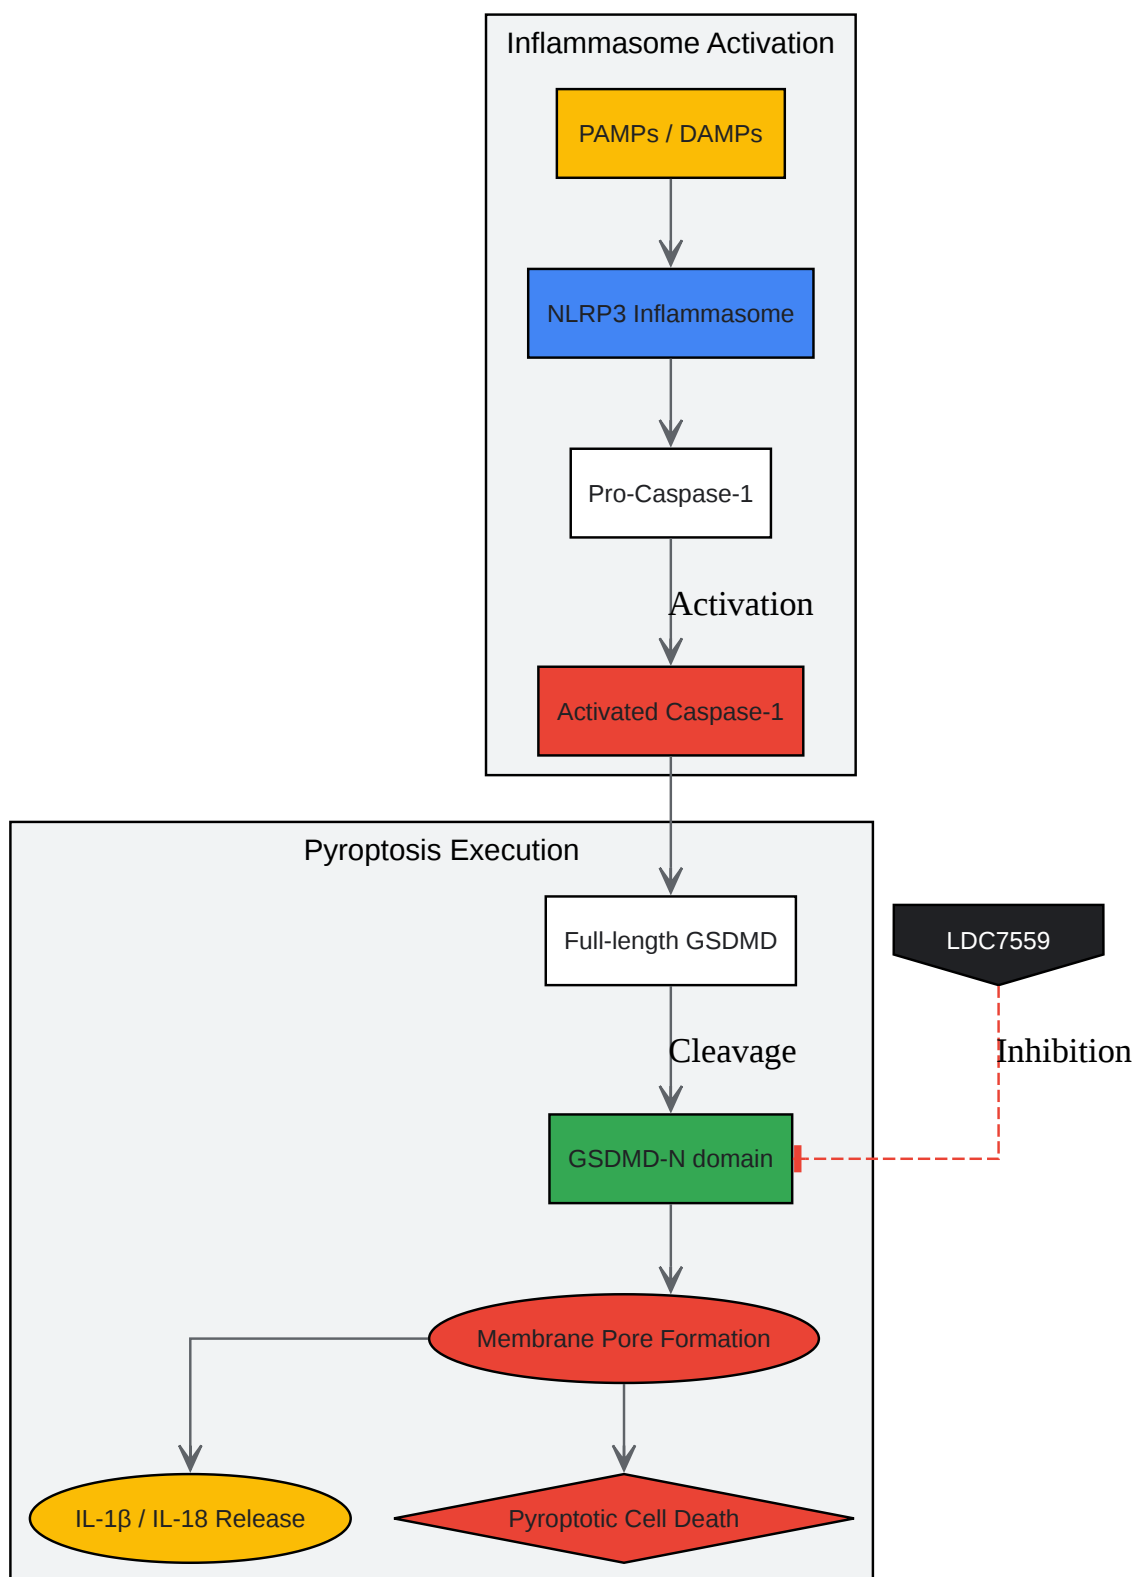 Inflammasome Activation
PAMPs / DAMPs
NLRP3 Inflammasome
Pro-Caspase-1
Activation
Activated Caspase-1
Pyroptosis Execution
Full-length GSDMD
LDC7559
Cleavage
Inhibition
GSDMD-N domain
Membrane Pore Formation
IL-1β / IL-18 Release
Pyroptotic Cell Death